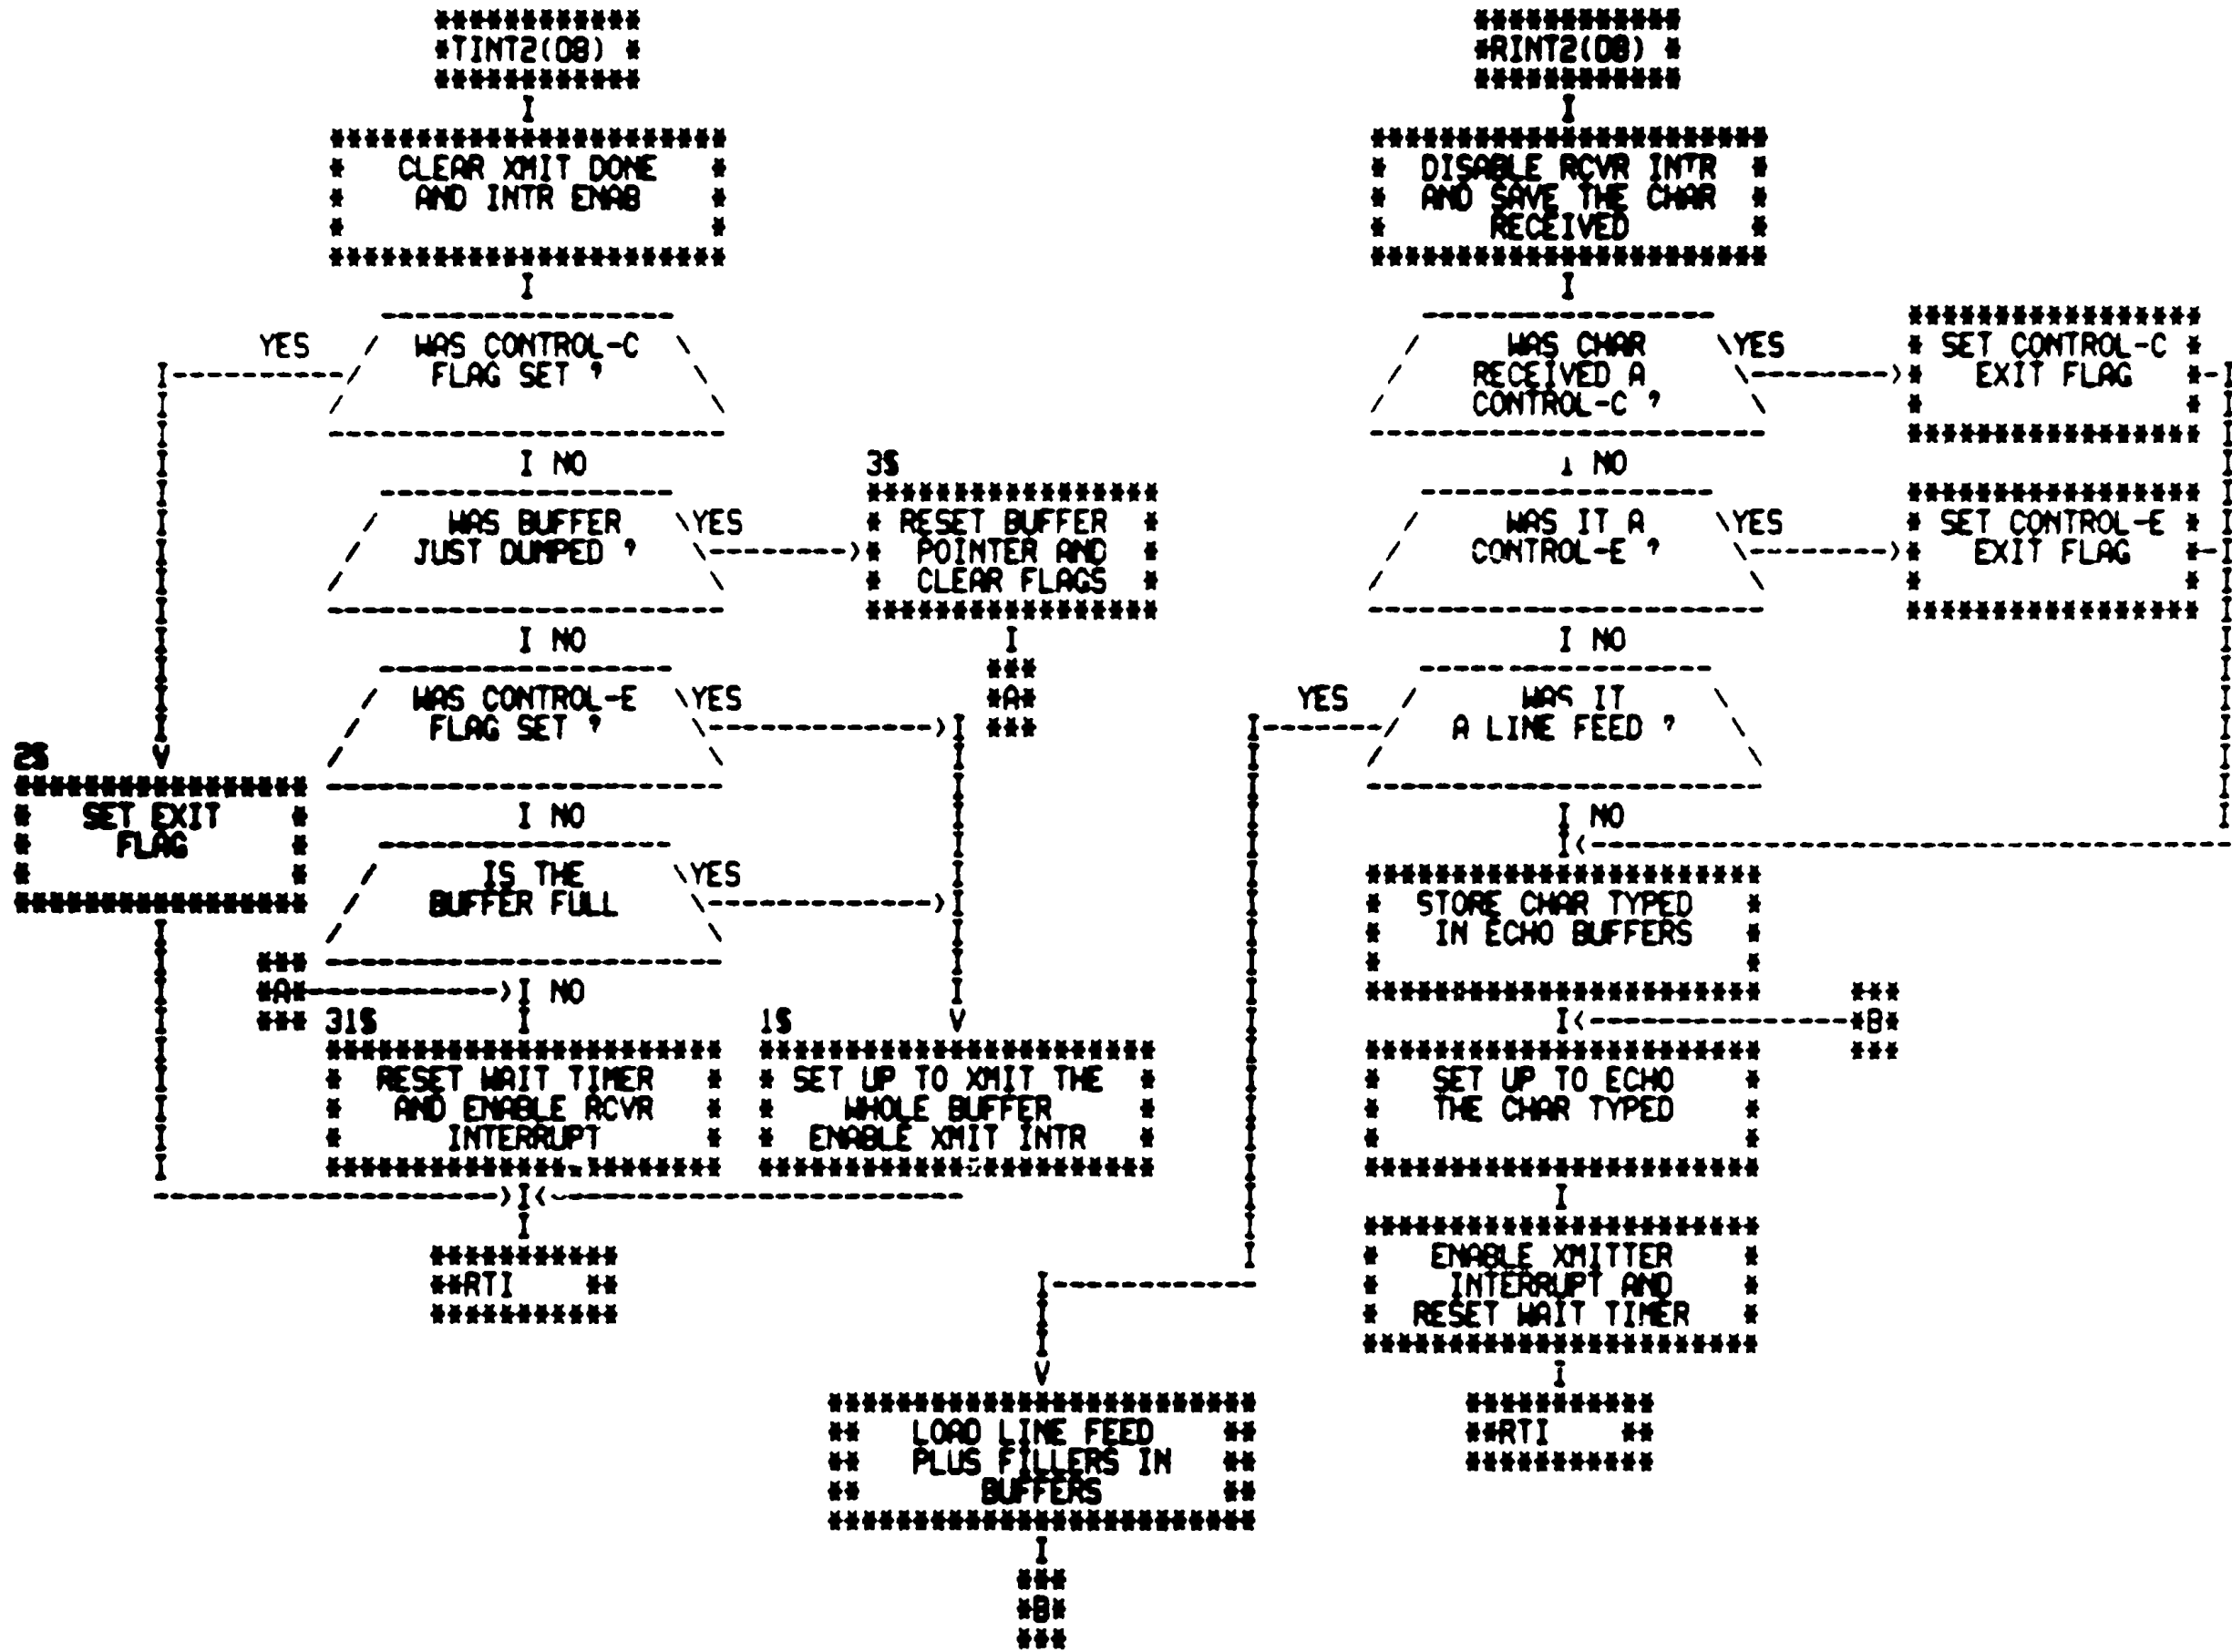 TINT2(D8)
CLEAR XMIT DONE
AND INTR ENAB
YES
WAS CONTROL-C
FLAG SET ?
I NO
WAS BUFFER
JUST DUMPED ?
YES
3$
RESET BUFFER
POINTER AND
CLEAR FLAGS
*A*
I NO
WAS CONTROL-E
FLAG SET ?
YES
2$
SET EXIT
FLAG
I NO
IS THE
BUFFER FULL
YES
*A*
I NO
31$
RESET WAIT TIMER
AND ENABLE RCVR
INTERRUPT
1$
SET UP TO XMIT THE
WHOLE BUFFER
ENABLE XMIT INTR
**RTI **
RINT2(D8)
DISABLE RCVR INTR
AND SAVE THE CHAR
RECEIVED
WAS CHAR
RECEIVED A
CONTROL-C ?
YES
SET CONTROL-C
EXIT FLAG
I NO
WAS IT A
CONTROL-E ?
YES
SET CONTROL-E
EXIT FLAG
I NO
YES
WAS IT
A LINE FEED ?
I NO
STORE CHAR TYPED
IN ECHO BUFFERS
*B*
SET UP TO ECHO
THE CHAR TYPED
ENABLE XMITTER
INTERRUPT AND
RESET WAIT TIMER
**RTI **
LOAD LINE FEED
PLUS FILLERS IN
BUFFERS
*B*